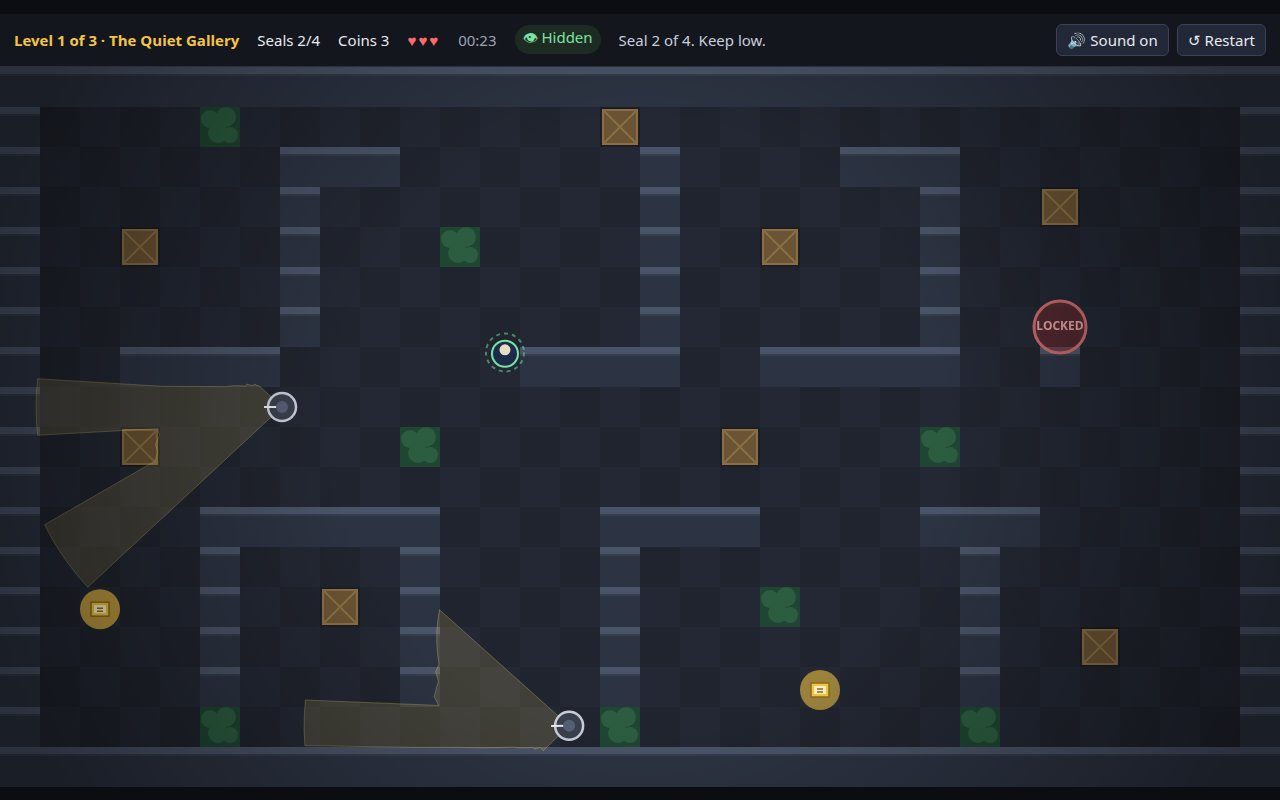 Level 1 of 3 · The Quiet Gallery Seals 2/4 Coins 3 ♥♥♥ 00:23 👁 Hidden Seal 2 of 4. Keep low. 🔊 Sound on ↺ Restart
LOCKED